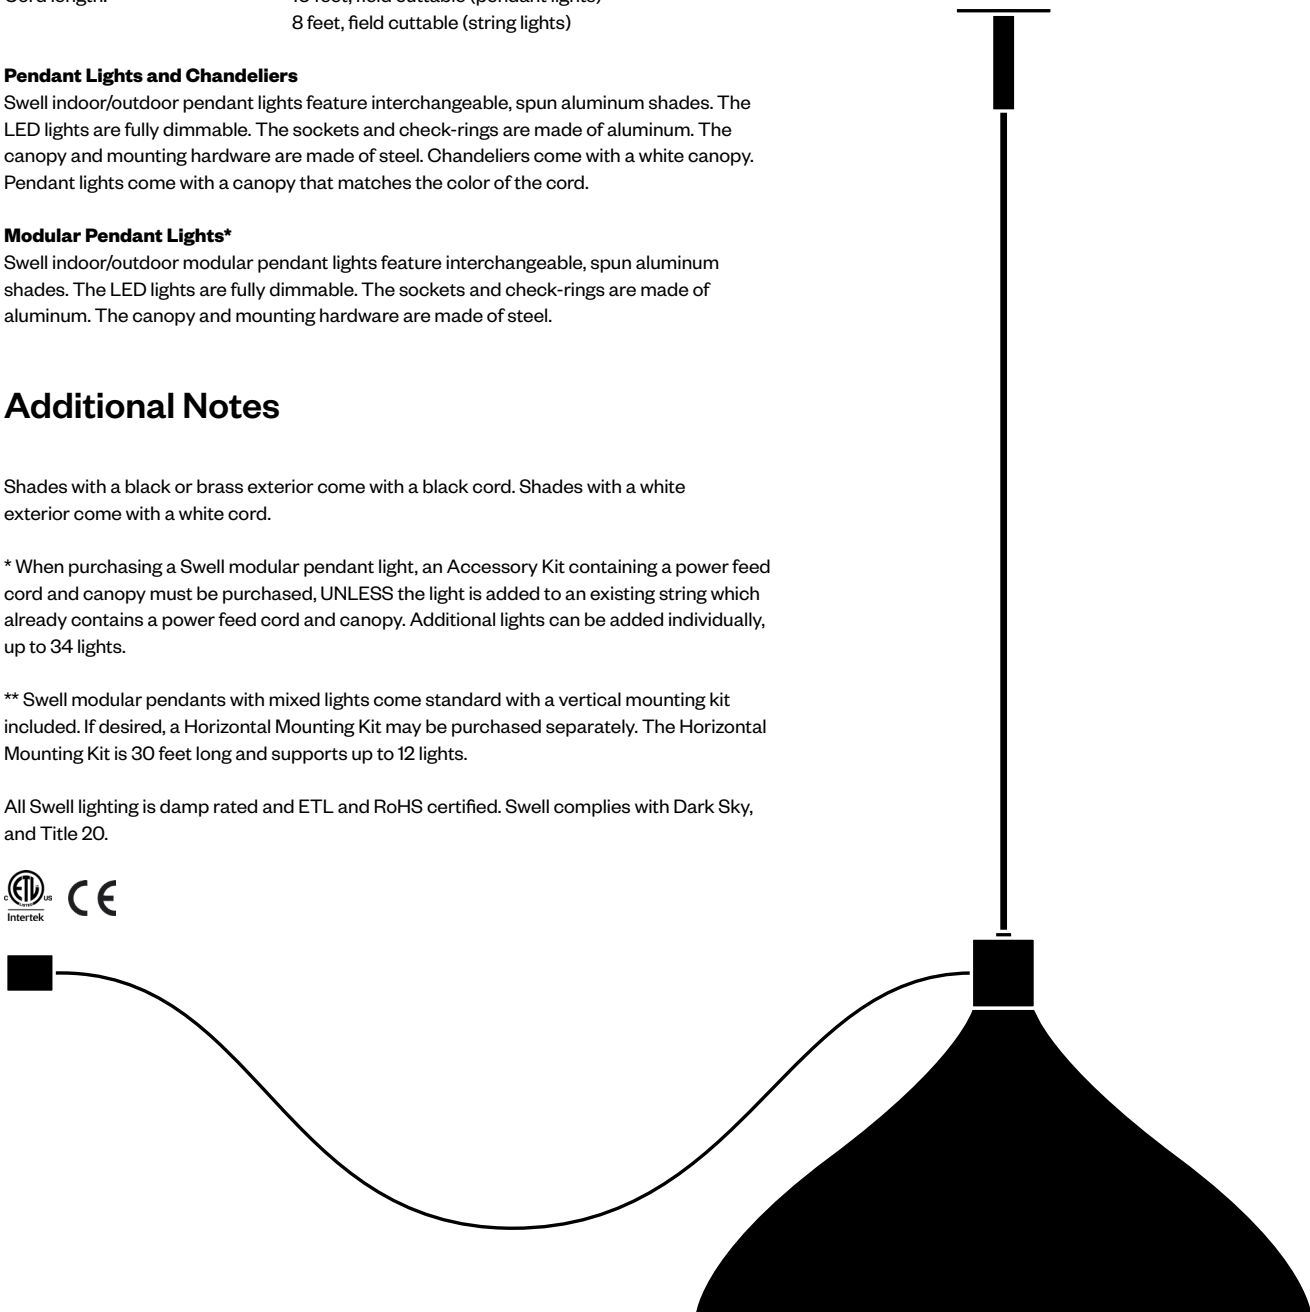 8 feet, field cuttable (string lights)
Pendant Lights and Chandeliers
Swell indoor/outdoor pendant lights feature interchangeable, spun aluminum shades. The
LED lights are fully dimmable. The sockets and check-rings are made of aluminum. The
canopy and mounting hardware are made of steel. Chandeliers come with a white canopy.
Pendant lights come with a canopy that matches the color of the cord.
Modular Pendant Lights*
Swell indoor/outdoor modular pendant lights feature interchangeable, spun aluminum
shades. The LED lights are fully dimmable. The sockets and check-rings are made of
aluminum. The canopy and mounting hardware are made of steel.
Additional Notes
Shades with a black or brass exterior come with a black cord. Shades with a white
exterior come with a white cord.
* When purchasing a Swell modular pendant light, an Accessory Kit containing a power feed
cord and canopy must be purchased, UNLESS the light is added to an existing string which
already contains a power feed cord and canopy. Additional lights can be added individually,
up to 34 lights.
** Swell modular pendants with mixed lights come standard with a vertical mounting kit
included. If desired, a Horizontal Mounting Kit may be purchased separately. The Horizontal
Mounting Kit is 30 feet long and supports up to 12 lights.
All Swell lighting is damp rated and ETL and RoHS certified. Swell complies with Dark Sky,
and Title 20.
C ETL US
Intertek
CE